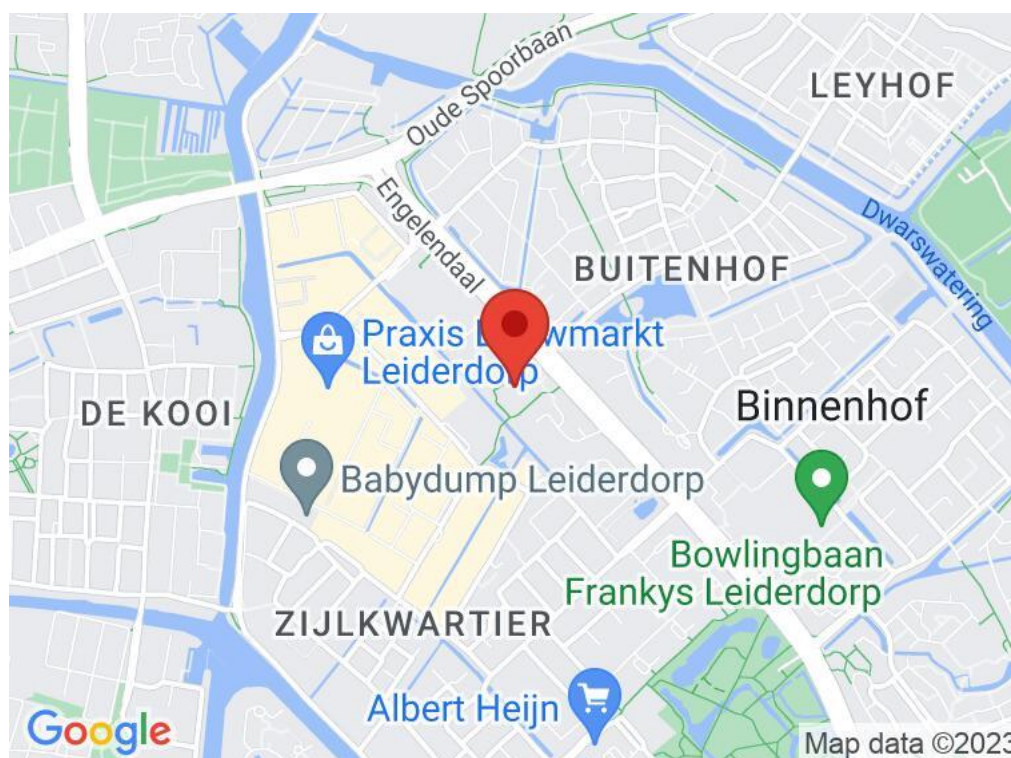 LEYHOF
Oude Spoorbaan
Engelendaal
Dwarswatering
BUITENHOF
Praxis Bouwmarkt
Leiderdorp
DE KOOI
Binnenhof
Babydump Leiderdorp
Bowlingbaan
Frankys Leiderdorp
ZIJLKWARTIER
Albert Heijn
Google
Map data ©2023